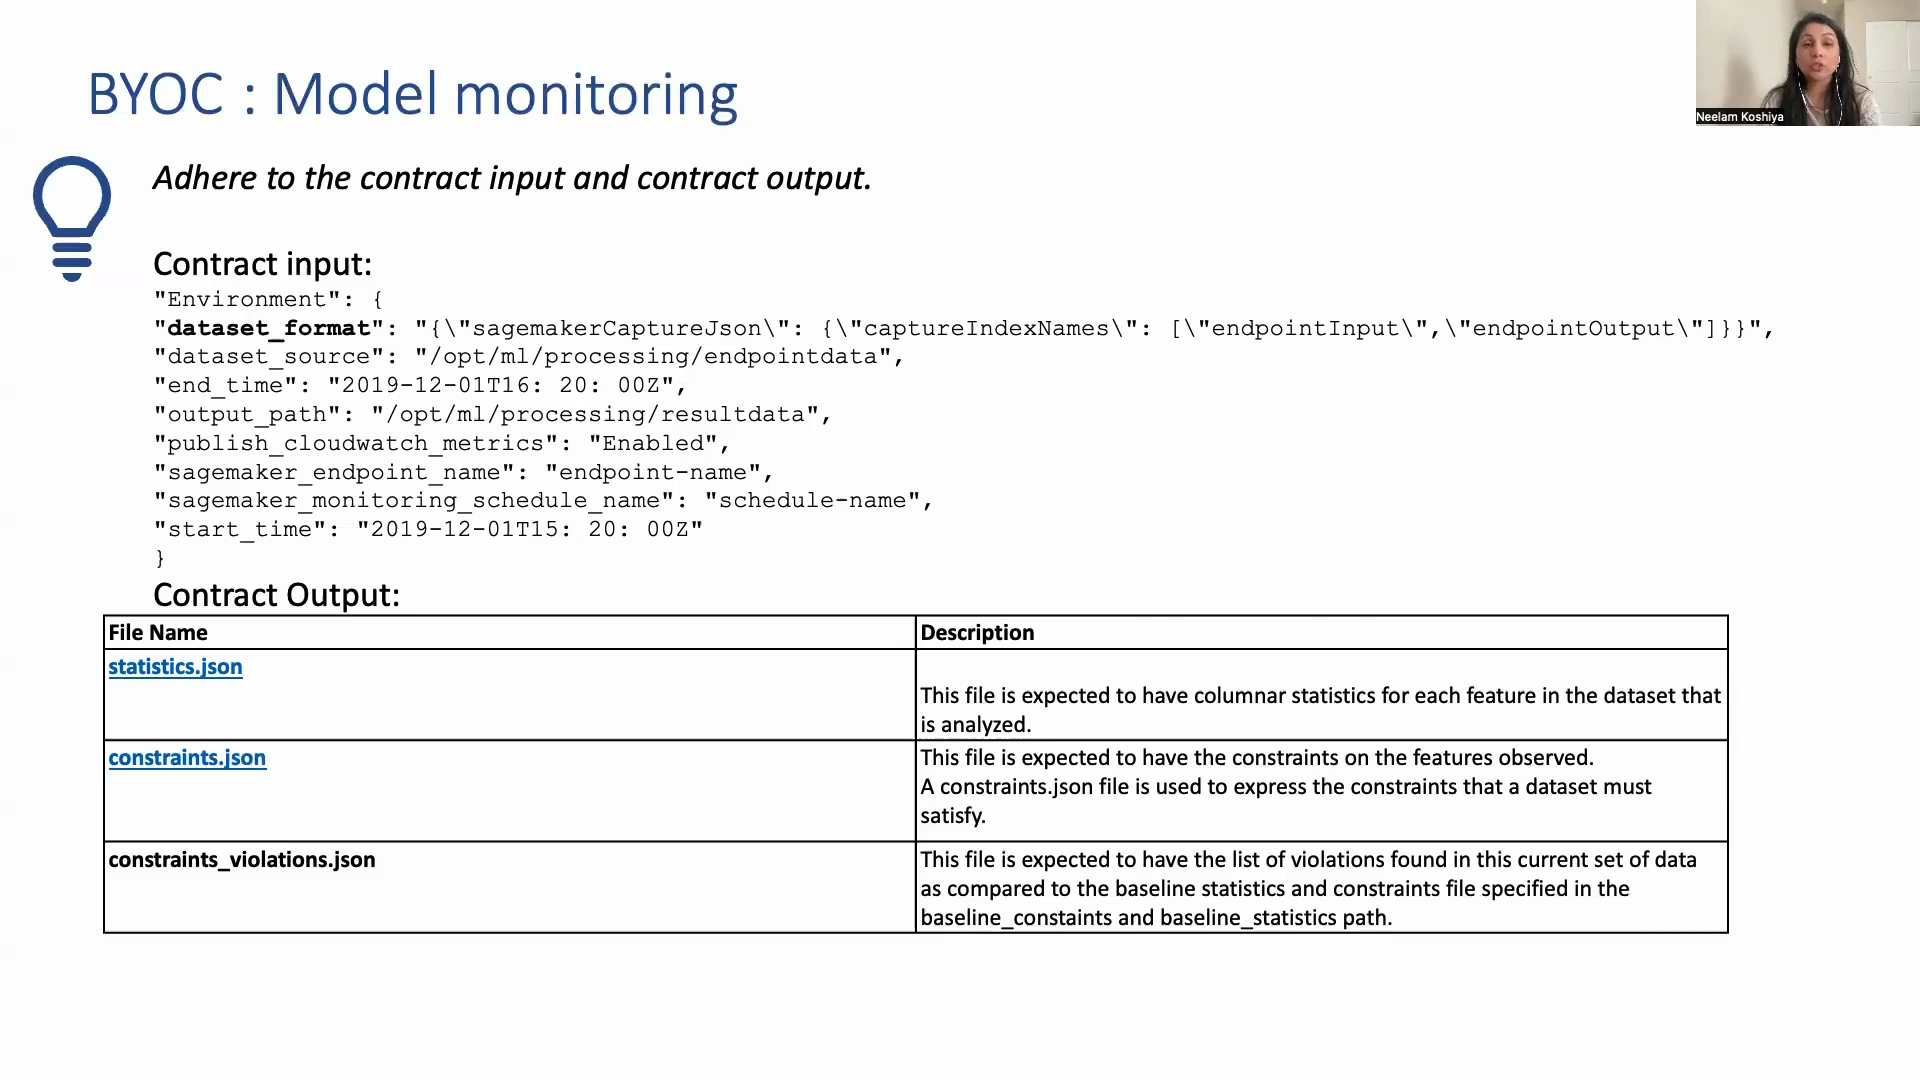 BYOC : Model monitoring
Neelam Koshiya
Adhere to the contract input and contract output.
Contract input:
"Environment": {
"dataset_format": "{\"sagemakerCaptureJson\": {\"captureIndexNames\": [\"endpointInput\",\"endpointOutput\"]}}",
"dataset_source": "/opt/ml/processing/endpointdata",
"end_time": "2019-12-01T16: 20: 00Z",
"output_path": "/opt/ml/processing/resultdata",
"publish_cloudwatch_metrics": "Enabled",
"sagemaker_endpoint_name": "endpoint-name",
"sagemaker_monitoring_schedule_name": "schedule-name",
"start_time": "2019-12-01T15: 20: 00Z"
}
Contract Output:
File Name
Description
statistics.json
This file is expected to have columnar statistics for each feature in the dataset that
is analyzed.
constraints.json
This file is expected to have the constraints on the features observed.
A constraints.json file is used to express the constraints that a dataset must
satisfy.
constraints_violations.json
This file is expected to have the list of violations found in this current set of data
as compared to the baseline statistics and constraints file specified in the
baseline_constaints and baseline_statistics path.